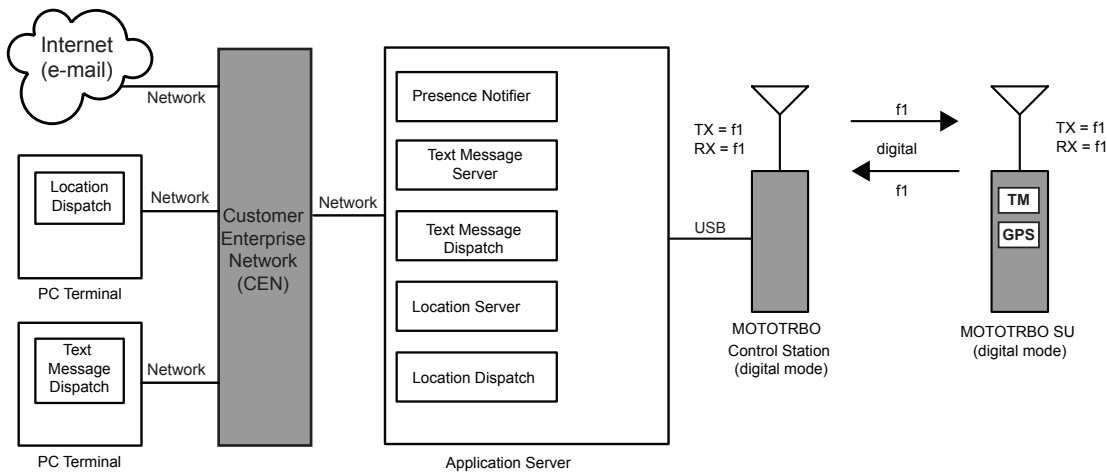 Internet
(e-mail)
Network
Location
Dispatch
Network
PC Terminal
Text
Message
Dispatch
Network
PC Terminal
Customer
Enterprise
Network
(CEN)
Network
Presence Notifier
Text Message
Server
Text Message
Dispatch
Location Server
Location Dispatch
Application Server
USB
TX = f1
RX = f1
MOTOTRBO
Control Station
(digital mode)
f1
digital
f1
TX = f1
RX = f1
TM
GPS
MOTOTRBO SU
(digital mode)